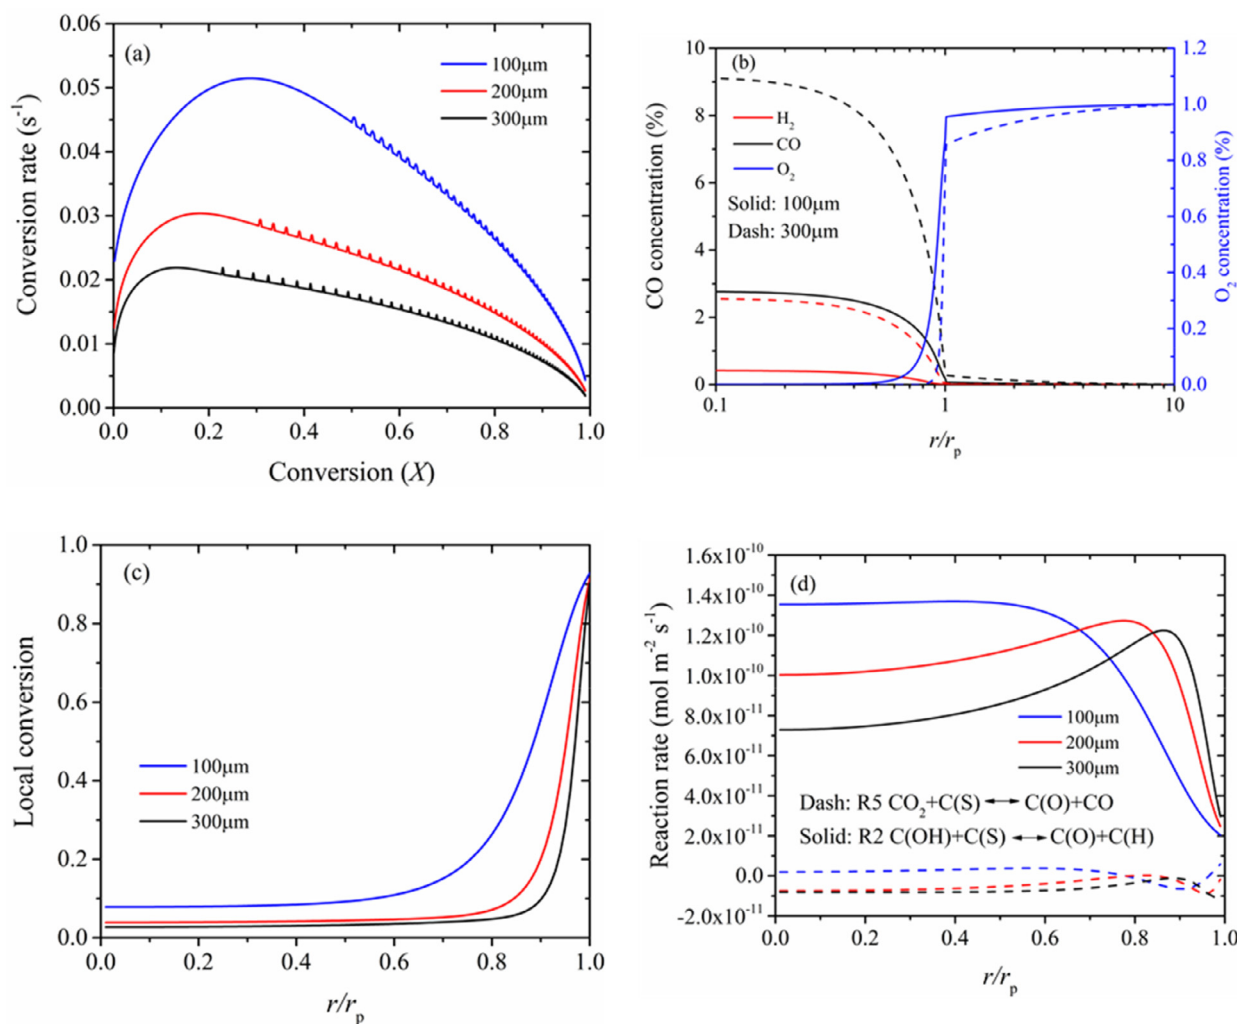 (a)
100μm
200μm
300μm
Conversion rate (s⁻¹)
0.06
0.05
0.04
0.03
0.02
0.01
0.00
0.0 0.2 0.4 0.6 0.8 1.0
Conversion (X)
(b)
H₂
CO
O₂
Solid: 100μm
Dash: 300μm
CO concentration (%)
10
8
6
4
2
0
O₂ concentration (%)
1.2
1.0
0.8
0.6
0.4
0.2
0.0
0.1 1 10
r/rₚ
(c)
100μm
200μm
300μm
Local conversion
1.0
0.8
0.6
0.4
0.2
0.0
0.0 0.2 0.4 0.6 0.8 1.0
r/rₚ
(d)
100μm
200μm
300μm
Dash: R5 CO₂+C(S)⟷C(O)+CO
Solid: R2 C(OH)+C(S)⟷C(O)+C(H)
Reaction rate (mol m⁻² s⁻¹)
1.6x10⁻¹⁰
1.4x10⁻¹⁰
1.2x10⁻¹⁰
1.0x10⁻¹⁰
8.0x10⁻¹¹
6.0x10⁻¹¹
4.0x10⁻¹¹
2.0x10⁻¹¹
0.0
-2.0x10⁻¹¹
0.0 0.2 0.4 0.6 0.8 1.0
r/rₚ